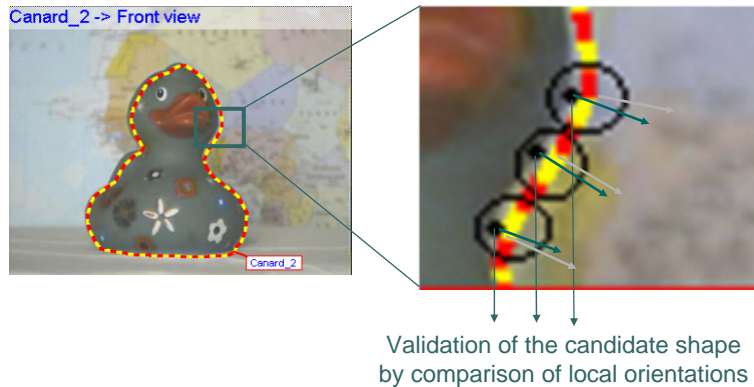 Canard_2 -> Front view
Canard_2
Validation of the candidate shape
by comparison of local orientations